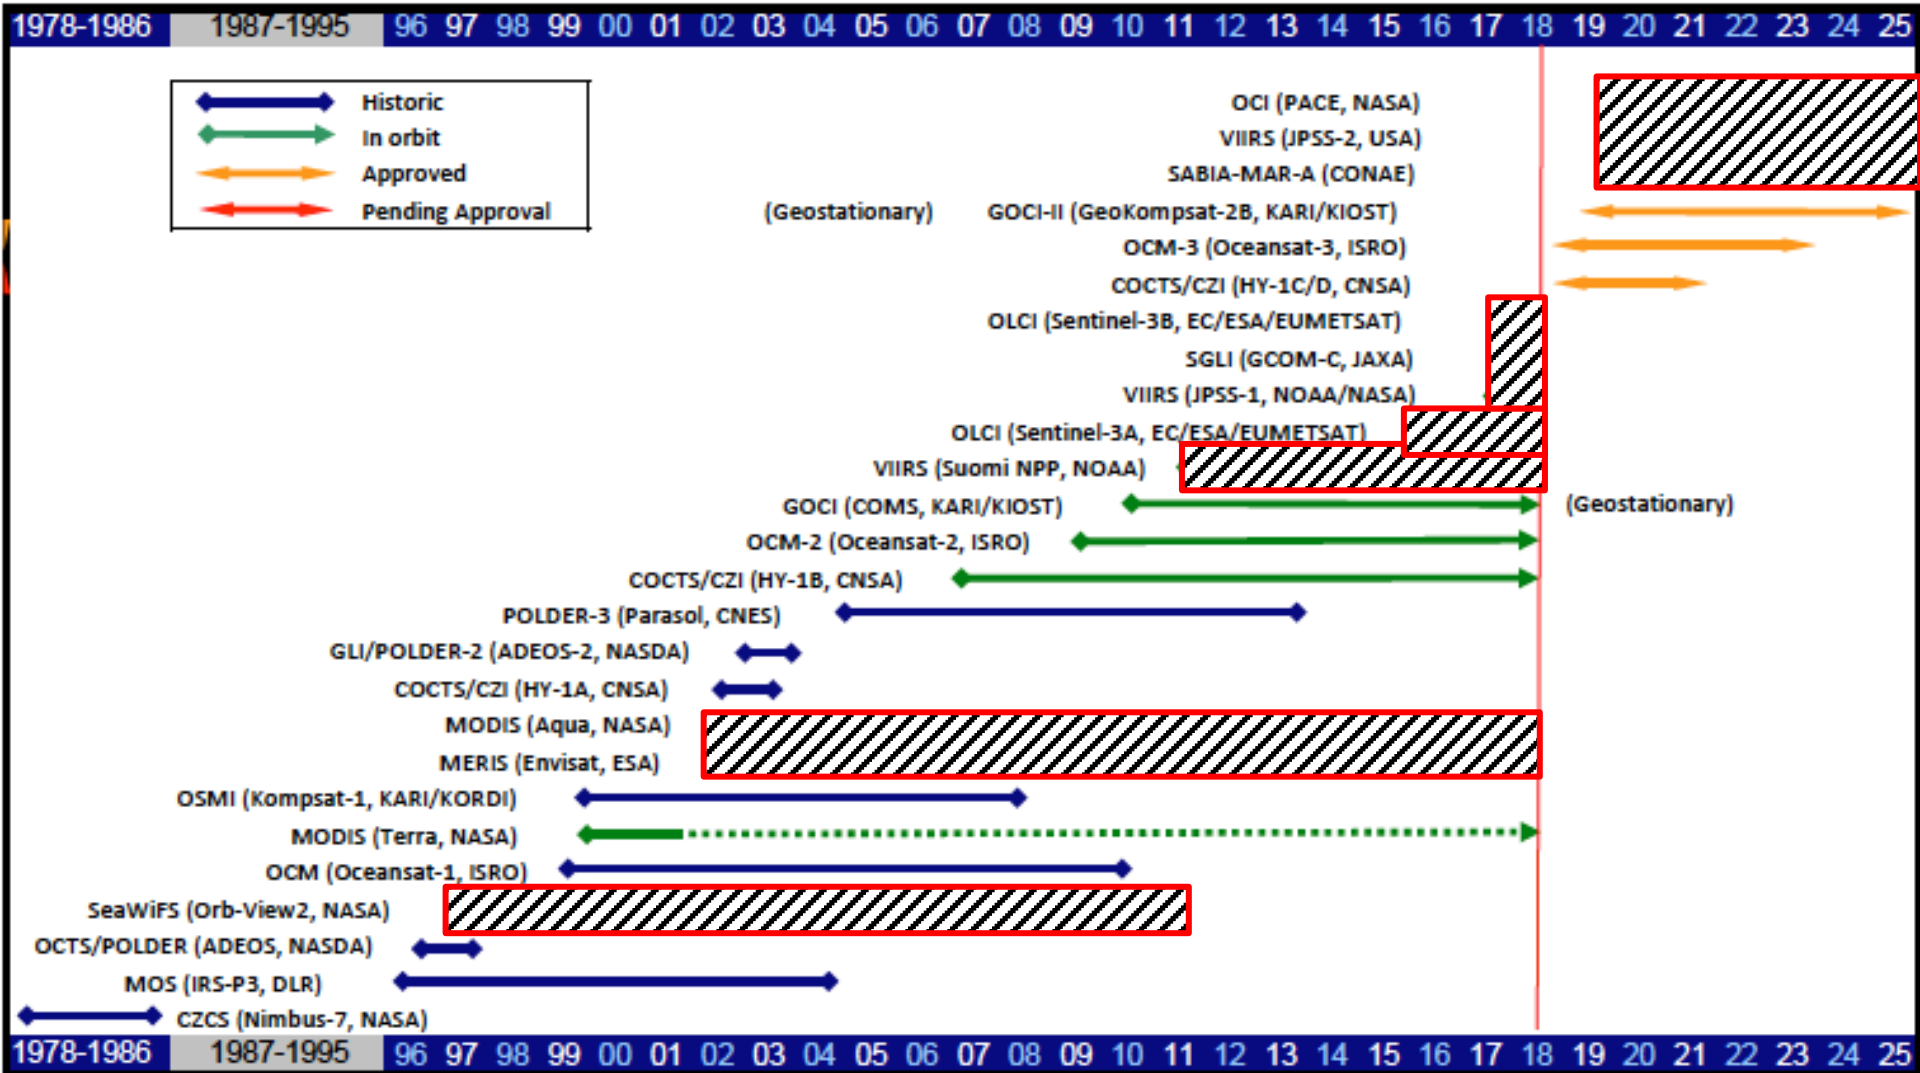 1978-1986 1987-1995 96 97 98 99 00 01 02 03 04 05 06 07 08 09 10 11 12 13 14 15 16 17 18 19 20 21 22 23 24 25
Historic
In orbit
Approved
Pending Approval
OCI (PACE, NASA)
VIIRS (JPSS-2, USA)
SABIA-MAR-A (CONAE)
(Geostationary) GOCI-II (GeoKompsat-2B, KARI/KIOST)
OCM-3 (Oceansat-3, ISRO)
COCTS/CZI (HY-1C/D, CNSA)
OLCI (Sentinel-3B, EC/ESA/EUMETSAT)
SGLI (GCOM-C, JAXA)
VIIRS (JPSS-1, NOAA/NASA)
OLCI (Sentinel-3A, EC/ESA/EUMETSAT)
VIIRS (Suomi NPP, NOAA)
GOCI (COMS, KARI/KIOST) (Geostationary)
OCM-2 (Oceansat-2, ISRO)
COCTS/CZI (HY-1B, CNSA)
POLDER-3 (Parasol, CNES)
GLI/POLDER-2 (ADEOS-2, NASDA)
COCTS/CZI (HY-1A, CNSA)
MODIS (Aqua, NASA)
MERIS (Envisat, ESA)
OSMI (Kompsat-1, KARI/KORDI)
MODIS (Terra, NASA)
OCM (Oceansat-1, ISRO)
SeaWiFS (Orb-View2, NASA)
OCTS/POLDER (ADEOS, NASDA)
MOS (IRS-P3, DLR)
CZCS (Nimbus-7, NASA)
1978-1986 1987-1995 96 97 98 99 00 01 02 03 04 05 06 07 08 09 10 11 12 13 14 15 16 17 18 19 20 21 22 23 24 25